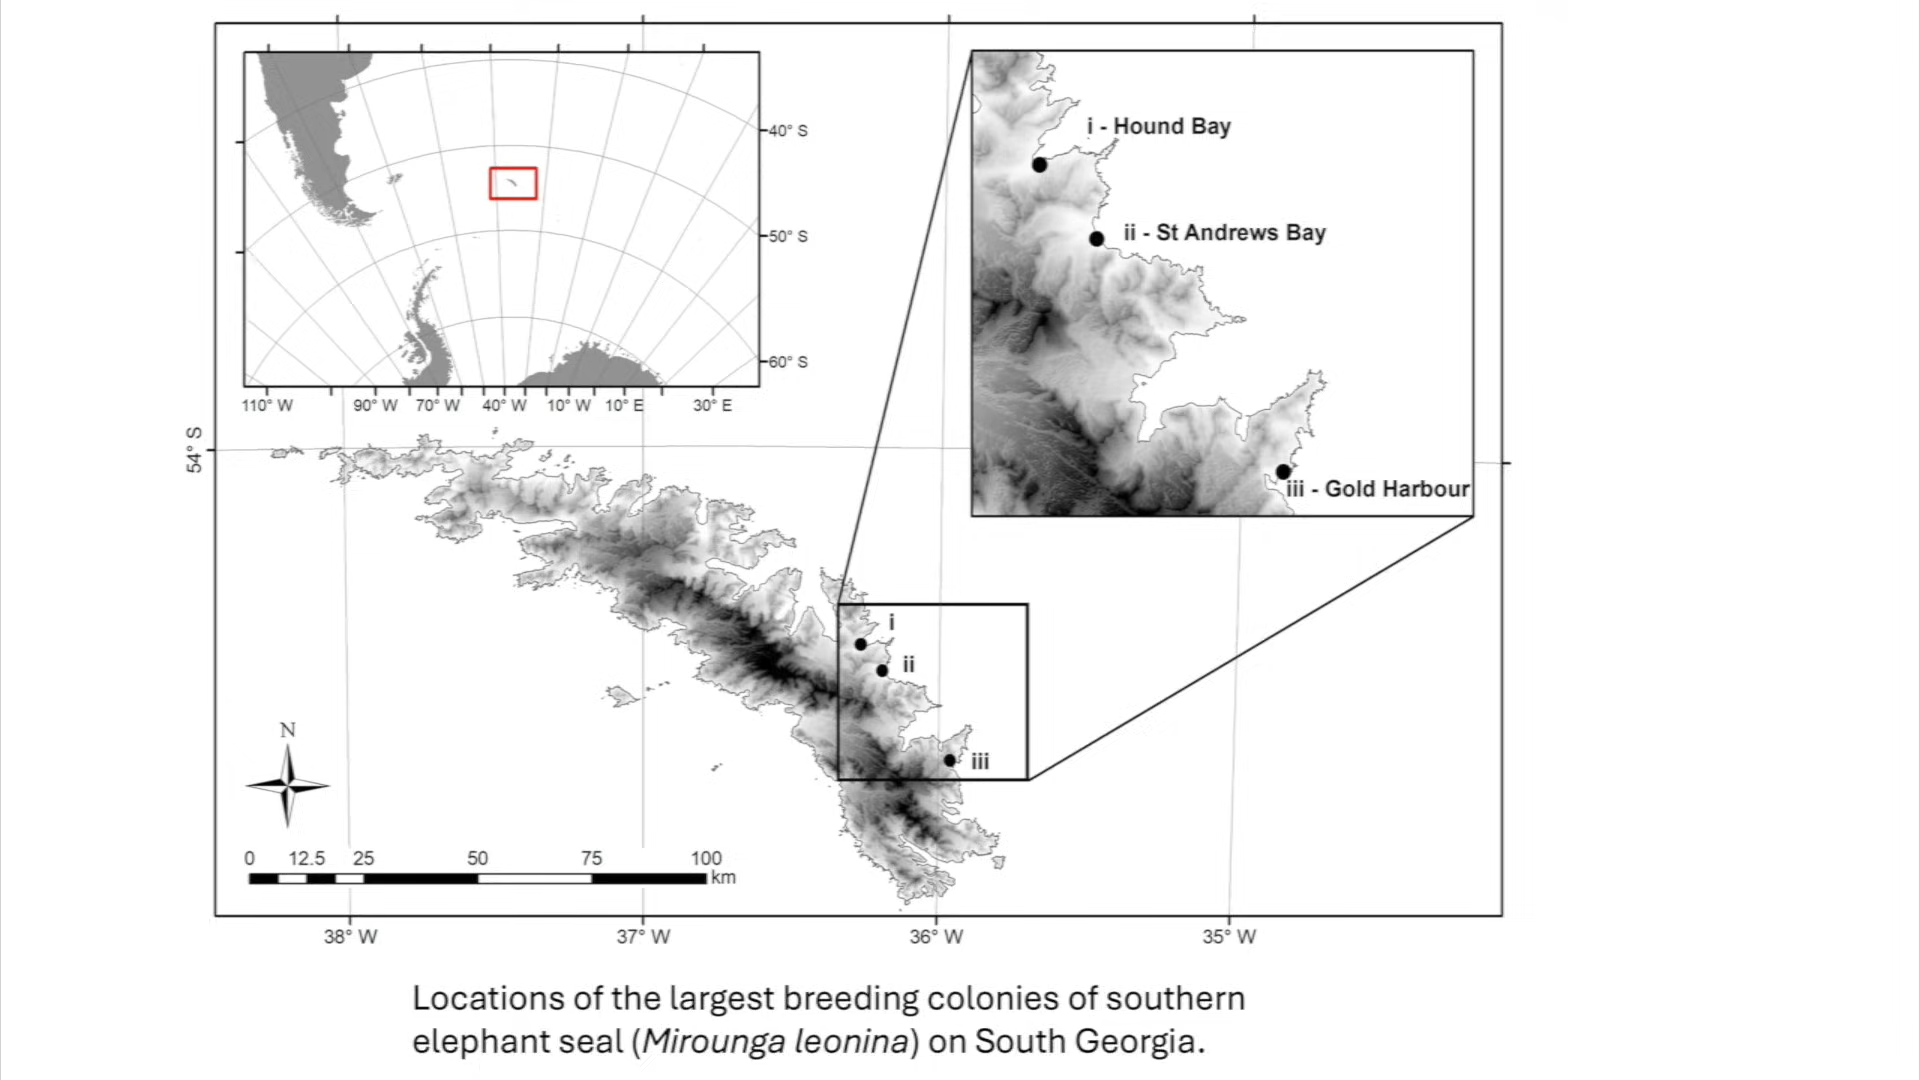 40° S
50° S
60° S
110° W 90° W 70° W 40° W 10° W 10° E 30° E
i - Hound Bay
ii - St Andrews Bay
iii - Gold Harbour
54° S
i
ii
iii
N
0 12.5 25 50 75 100
km
38° W 37° W 36° W 35° W
Locations of the largest breeding colonies of southern
elephant seal (Mirounga leonina) on South Georgia.